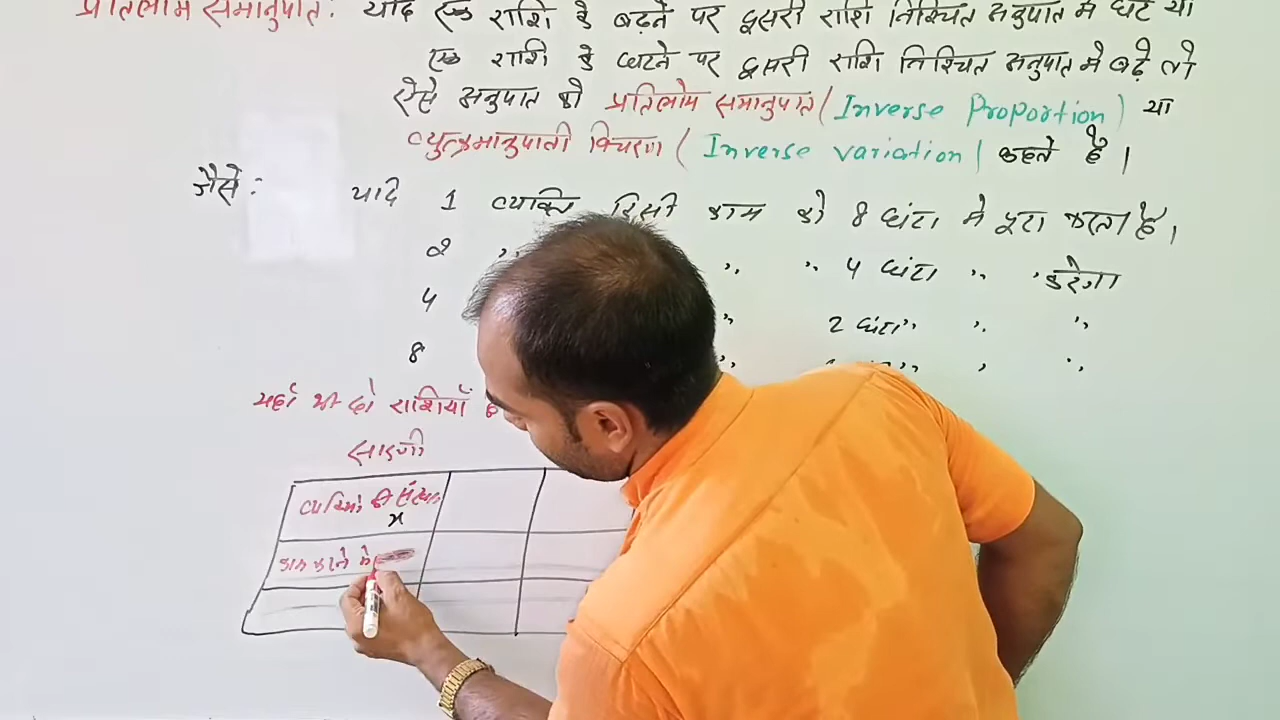 प्रतिलोम समानुपात: यदि एक राशि के बढ़ने पर दूसरी राशि निश्चित अनुपात में घटे या
एक राशि के घटने पर दूसरी राशि निश्चित अनुपात में बढ़े तो
ऐसे अनुपात को प्रतिलोम समानुपात (Inverse Proportion) या
व्युत्क्रमानुपाती विचरण (Inverse variation) कहते है।
जैसे: यदि 1 व्यक्ति किसी काम को 8 घंटा मे पूरा करता है।
2 " " " 4 घंटा " " करेगा
4 " 2 घंटा " " "
8 " " " "
यहाँ भी दो राशियाँ
सारणी
व्यक्तियों की संख्या
x
काम करने मे